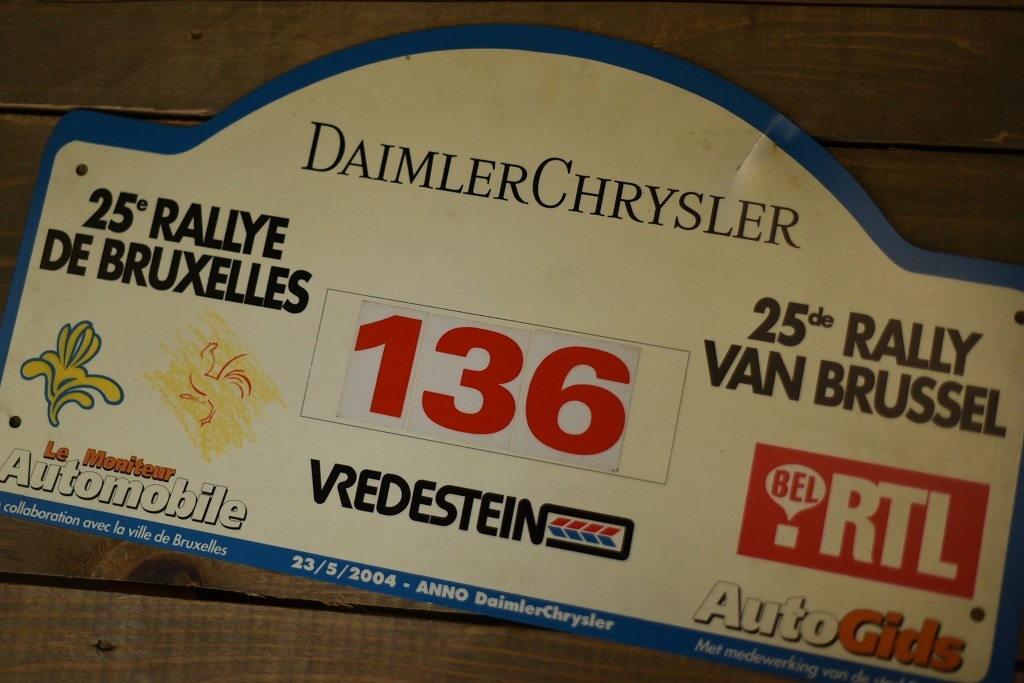 DAIMLERCHRYSLER
25e RALLYE
DE BRUXELLES
136
25de RALLY
VAN BRUSSEL
Le Moniteur
Automobile
collaboration avec la ville de Bruxelles
VREDESTEIN
BEL
RTL
AutoGids
23/5/2004 - ANNO DaimlerChrysler
Met medewerking van de